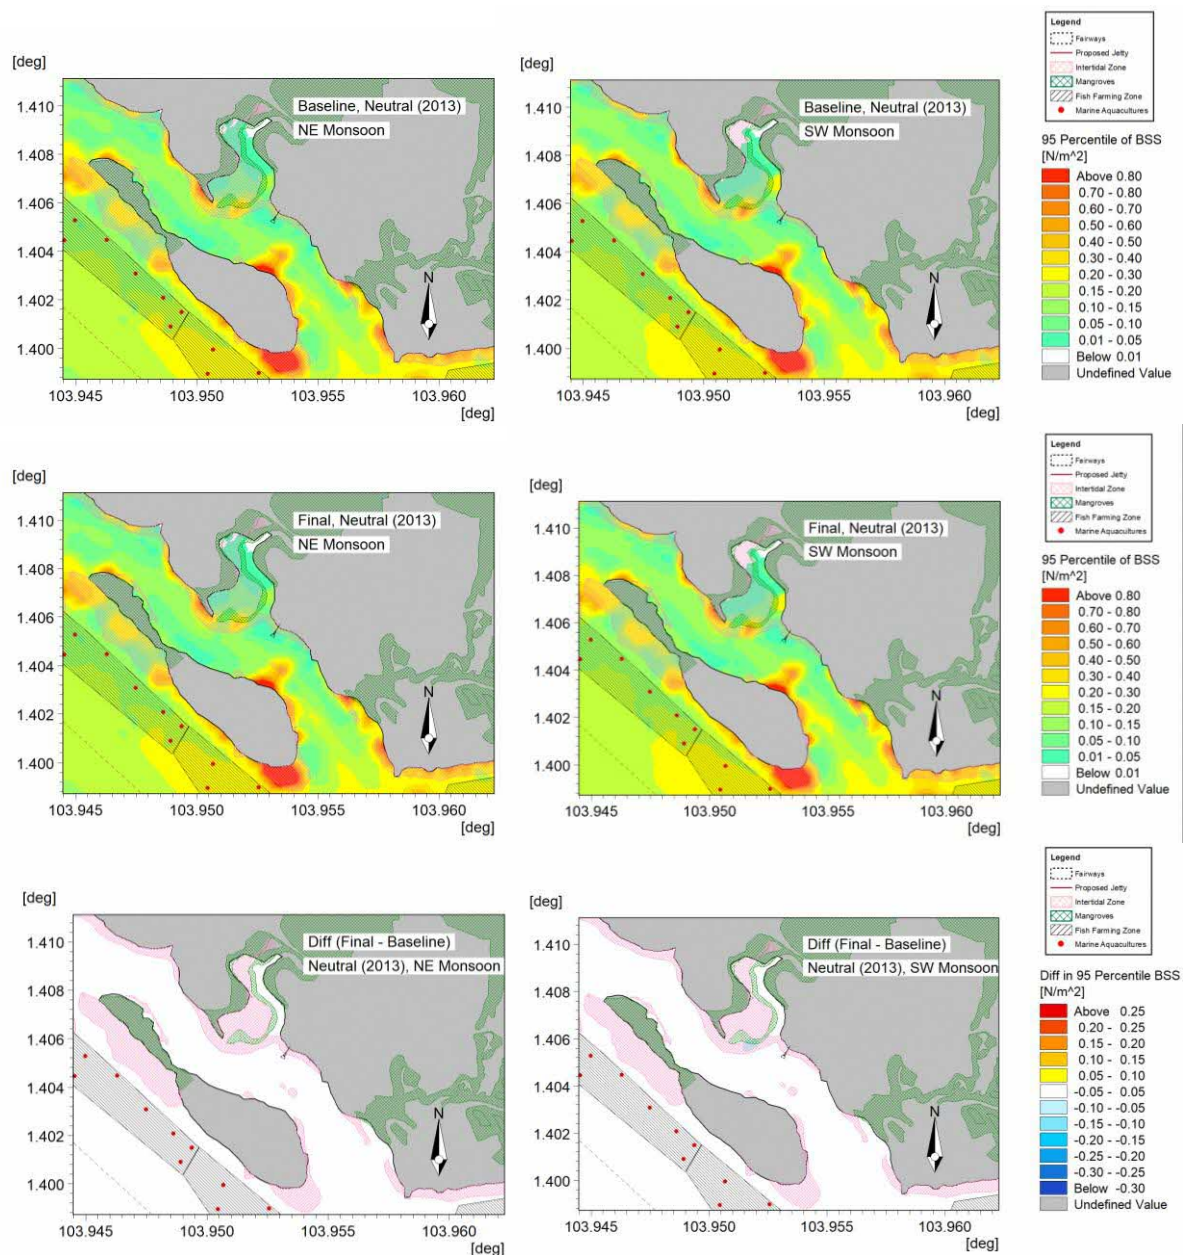 [deg]
1.410
1.408
1.406
1.404
1.402
1.400
Baseline, Neutral (2013)
NE Monsoon
N
103.945
103.950
103.955
103.960
[deg]
[deg]
1.410
1.408
1.406
1.404
1.402
1.400
Baseline, Neutral (2013)
SW Monsoon
N
103.945
103.950
103.955
103.960
[deg]
Legend
Fairways
Proposed Jetty
Intertidal Zone
Mangroves
Fish Farming Zone
Marine Aquacultures
95 Percentile of BSS
[N/m^2]
Above 0.80
0.70 - 0.80
0.60 - 0.70
0.50 - 0.60
0.40 - 0.50
0.30 - 0.40
0.20 - 0.30
0.15 - 0.20
0.10 - 0.15
0.05 - 0.10
0.01 - 0.05
Below 0.01
Undefined Value
[deg]
1.410
1.408
1.406
1.404
1.402
1.400
Final, Neutral (2013)
NE Monsoon
N
103.945
103.950
103.955
103.960
[deg]
[deg]
1.410
1.408
1.406
1.404
1.402
1.400
Final, Neutral (2013)
SW Monsoon
N
103.945
103.950
103.955
103.960
[deg]
Legend
Fairways
Proposed Jetty
Intertidal Zone
Mangroves
Fish Farming Zone
Marine Aquacultures
95 Percentile of BSS
[N/m^2]
Above 0.80
0.70 - 0.80
0.60 - 0.70
0.50 - 0.60
0.40 - 0.50
0.30 - 0.40
0.20 - 0.30
0.15 - 0.20
0.10 - 0.15
0.05 - 0.10
0.01 - 0.05
Below 0.01
Undefined Value
[deg]
1.410
1.408
1.406
1.404
1.402
1.400
Diff (Final - Baseline)
Neutral (2013), NE Monsoon
N
103.945
103.950
103.955
103.960
[deg]
[deg]
1.410
1.408
1.406
1.404
1.402
1.400
Diff (Final - Baseline)
Neutral (2013), SW Monsoon
N
103.945
103.950
103.955
103.960
[deg]
Legend
Fairways
Proposed Jetty
Intertidal Zone
Mangroves
Fish Farming Zone
Marine Aquacultures
Diff in 95 Percentile BSS
[N/m^2]
Above 0.25
0.20 - 0.25
0.15 - 0.20
0.10 - 0.15
0.05 - 0.10
-0.05 - 0.05
-0.10 - -0.05
-0.15 - -0.10
-0.20 - -0.15
-0.25 - -0.20
-0.30 - -0.25
Below -0.30
Undefined Value